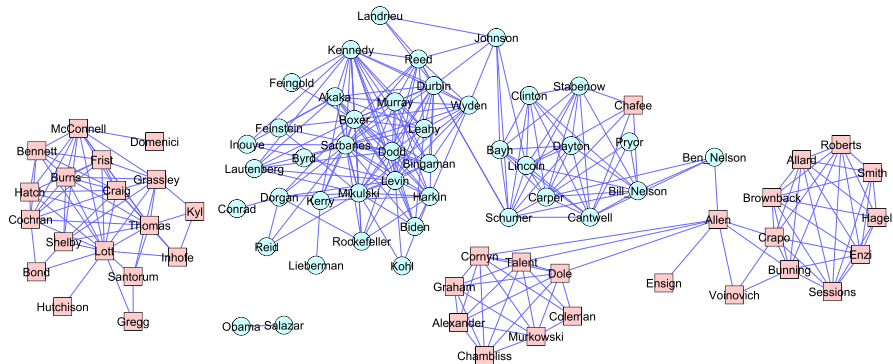 Landrieu
Johnson
Kennedy
Reed
Feingold
Durbin
Akaka
Murray
Wyden
Clinton
Stabenow
Chafee
Boxer
Leahy
Feinstein
McConnell
Domenici
Inouye
Sarbanes
Dodd
Bayh
Dayton
Pryor
Roberts
Bennett
Frist
Byrd
Bingaman
Lincoln
Ben_Nelson
Allard
Smith
Lautenberg
Burns
Grassley
Levin
Hatch
Craig
Dorgan
Kerry
Mikulski
Harkin
Carper
Bill_Nelson
Brownback
Conrad
Kyl
Cochran
Thomas
Biden
Schumer
Cantwell
Allen
Hagel
Shelby
Lott
Inhofe
Reid
Rockefeller
Crapo
Enzi
Bond
Santorum
Lieberman
Kohl
Cornyn
Talent
Dole
Bunning
Ensign
Voinovich
Sessions
Graham
Hutchison
Gregg
Obama
Salazar
Alexander
Coleman
Murkowski
Chambliss